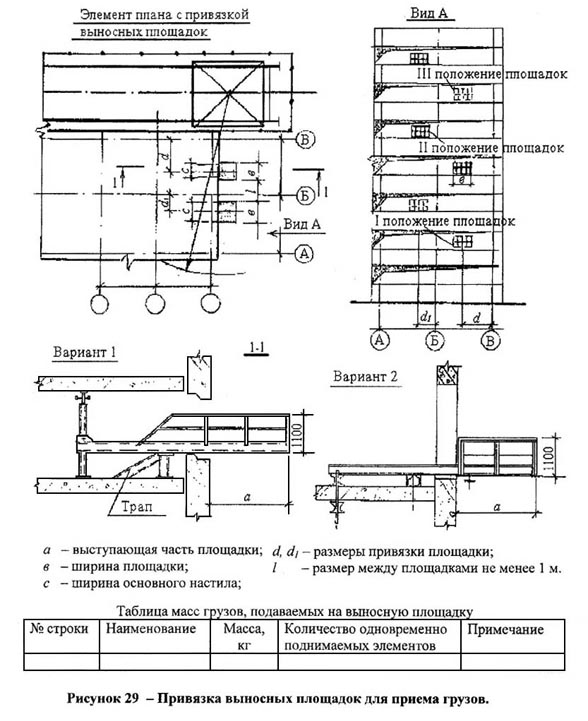 Элемент плана с привязкой
выносных площадок
В
d
с
в
1
1
l
Б
d1
с
в
Вид А
А
Вид А
III положение площадок
II положение площадок
в
I положение площадок
d1
d
А
Б
В
Вариант 1
1-1
1100
Трап
а
Вариант 2
1100
а
а – выступающая часть площадки; d, d1 – размеры привязки площадки;
в – ширина площадки; l – размер между площадками не менее 1 м.
с – ширина основного настила;
Таблица масс грузов, подаваемых на выносную площадку
№ строки Наименование Масса, кг Количество одновременно поднимаемых элементов Примечание
Рисунок 29 – Привязка выносных площадок для приема грузов.